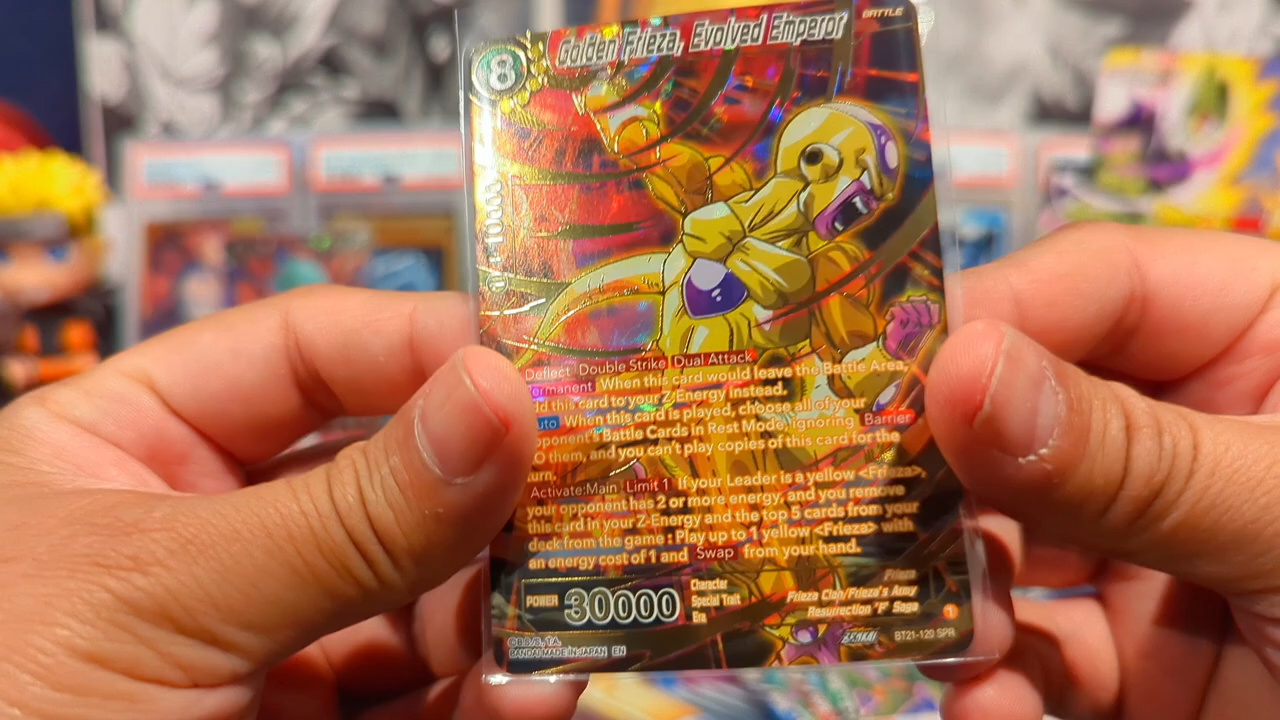 Golden Frieza, Evolved Emperor
BATTLE
8
10000
Deflect Double Strike Dual Attack
ermanent When this card would leave the Battle Area,
dd this card to your Z-Energy instead.
uto When this card is played, choose all of your
pponent's Battle Cards in Rest Mode, ignoring Barrier
O them, and you can't play copies of this card for the
urn.
Activate:Main Limit 1 If your Leader is a yellow <Frieza>,
your opponent has 2 or more energy, and you remove
this card in your Z-Energy and the top 5 cards from your
deck from the game : Play up to 1 yellow <Frieza> with
an energy cost of 1 and Swap from your hand.
POWER 30000
Character Frieza
Special Trait Frieza Clan/Frieza's Army
Era Resurrection "F" Saga
©B.S./S., T.A.
BANDAI MADE IN JAPAN EN
BT21-120 SPR